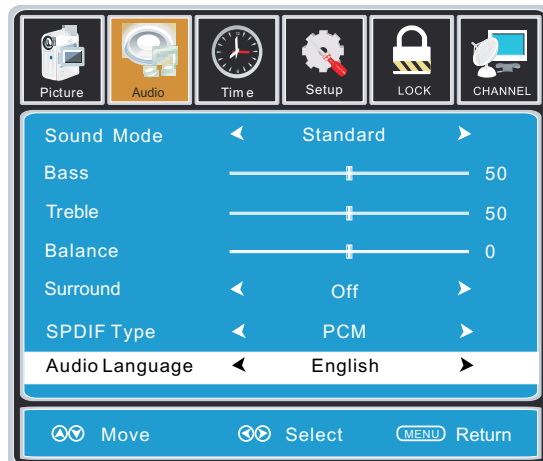 Picture Audio Time Setup LOCK CHANNEL
Sound Mode Standard
Bass 50
Treble 50
Balance 0
Surround Off
SPDIF Type PCM
Audio Language English
Move Select MENU Return